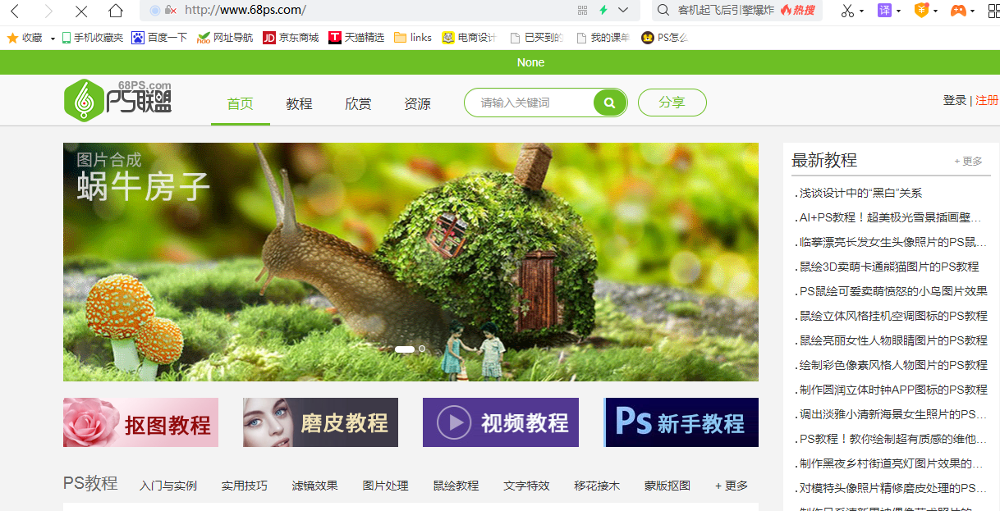 http://www.68ps.com/
客机起飞后引擎爆炸 热搜
译
收藏 手机收藏夹 百度一下 网址导航 JD 京东商城 T 天猫精选 links 电商设计 已买到的 我的课单 PS怎么
None
68PS.com
PS联盟
首页 教程 欣赏 资源 请输入关键词 分享 登录 | 注册
图片合成
蜗牛房子
最新教程 + 更多
. 浅谈设计中的“黑白”关系
. AI+PS教程！超美极光雪景插画壁…
. 临摹漂亮长发女生头像照片的PS鼠…
. 鼠绘3D卖萌卡通熊猫图片的PS教程
. PS鼠绘可爱卖萌愤怒的小鸟图片效果
. 鼠绘立体风格挂机空调图标的PS教程
. 鼠绘亮丽女性人物眼睛图片的PS教程
. 绘制彩色像素风格人物图片的PS教程
. 制作圆润立体时钟APP图标的PS教程
. 调出淡雅小清新海景女生照片的PS…
. PS教程！教你绘制超有质感的维他…
. 制作黑夜乡村街道亮灯图片效果的…
. 对模特头像照片精修磨皮处理的PS…
抠图教程 磨皮教程 视频教程 Ps新手教程
PS教程 入门与实例 实用技巧 滤镜效果 图片处理 鼠绘教程 文字特效 移花接木 蒙版抠图 + 更多